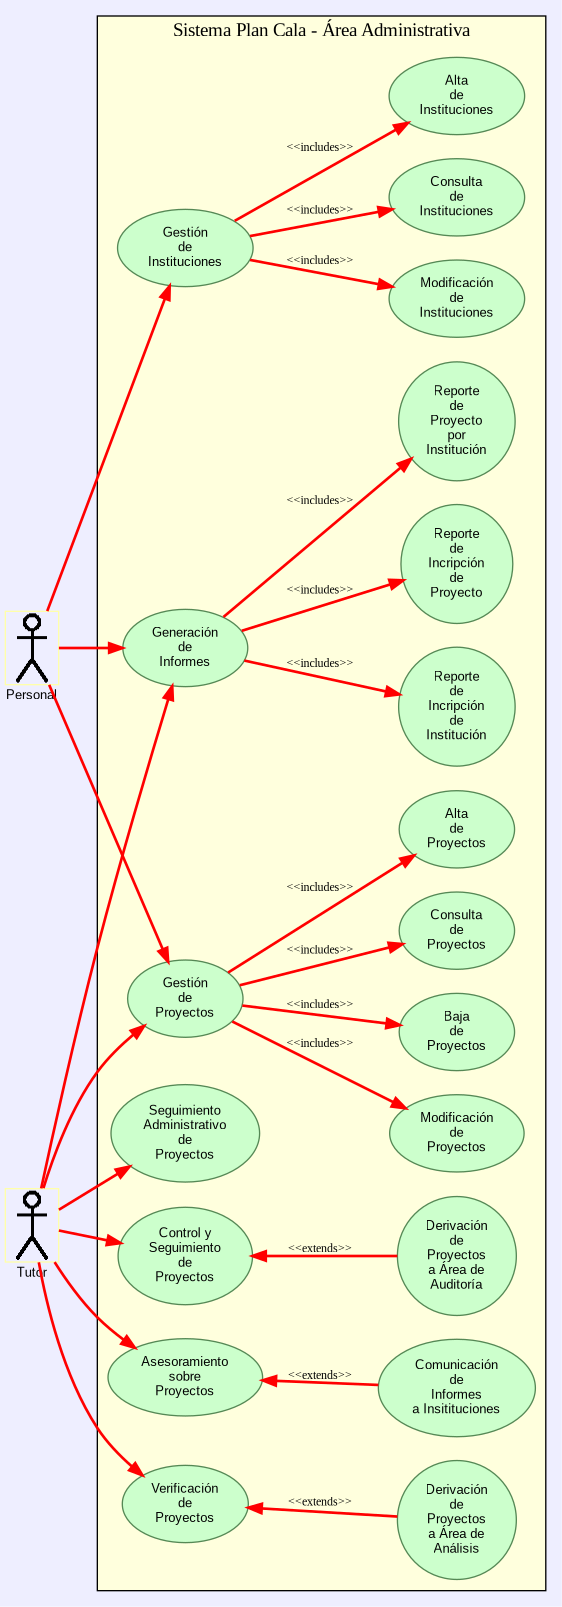 Sistema Plan Cala - Área Administrativa
Alta
de
Instituciones
<<includes>>
Consulta
de
Instituciones
<<includes>>
Gestión
de
Instituciones
<<includes>>
Modificación
de
Instituciones
Reporte
de
Proyecto
por
Institución
<<includes>>
Reporte
de
Incripción
de
Proyecto
<<includes>>
Generación
de
Informes
<<includes>>
Personal
Reporte
de
Incripción
de
Institución
Alta
de
Proyectos
<<includes>>
Consulta
de
Proyectos
<<includes>>
Gestión
de
Proyectos
<<includes>>
Baja
de
Proyectos
<<includes>>
Modificación
de
Proyectos
Seguimiento
Administrativo
de
Proyectos
Tutor
Control y
Seguimiento
de
Proyectos
<<extends>>
Derivación
de
Proyectos
a Área de
Auditoría
Asesoramiento
sobre
Proyectos
<<extends>>
Comunicación
de
Informes
a Insitituciones
Verificación
de
Proyectos
<<extends>>
Derivación
de
Proyectos
a Área de
Análisis